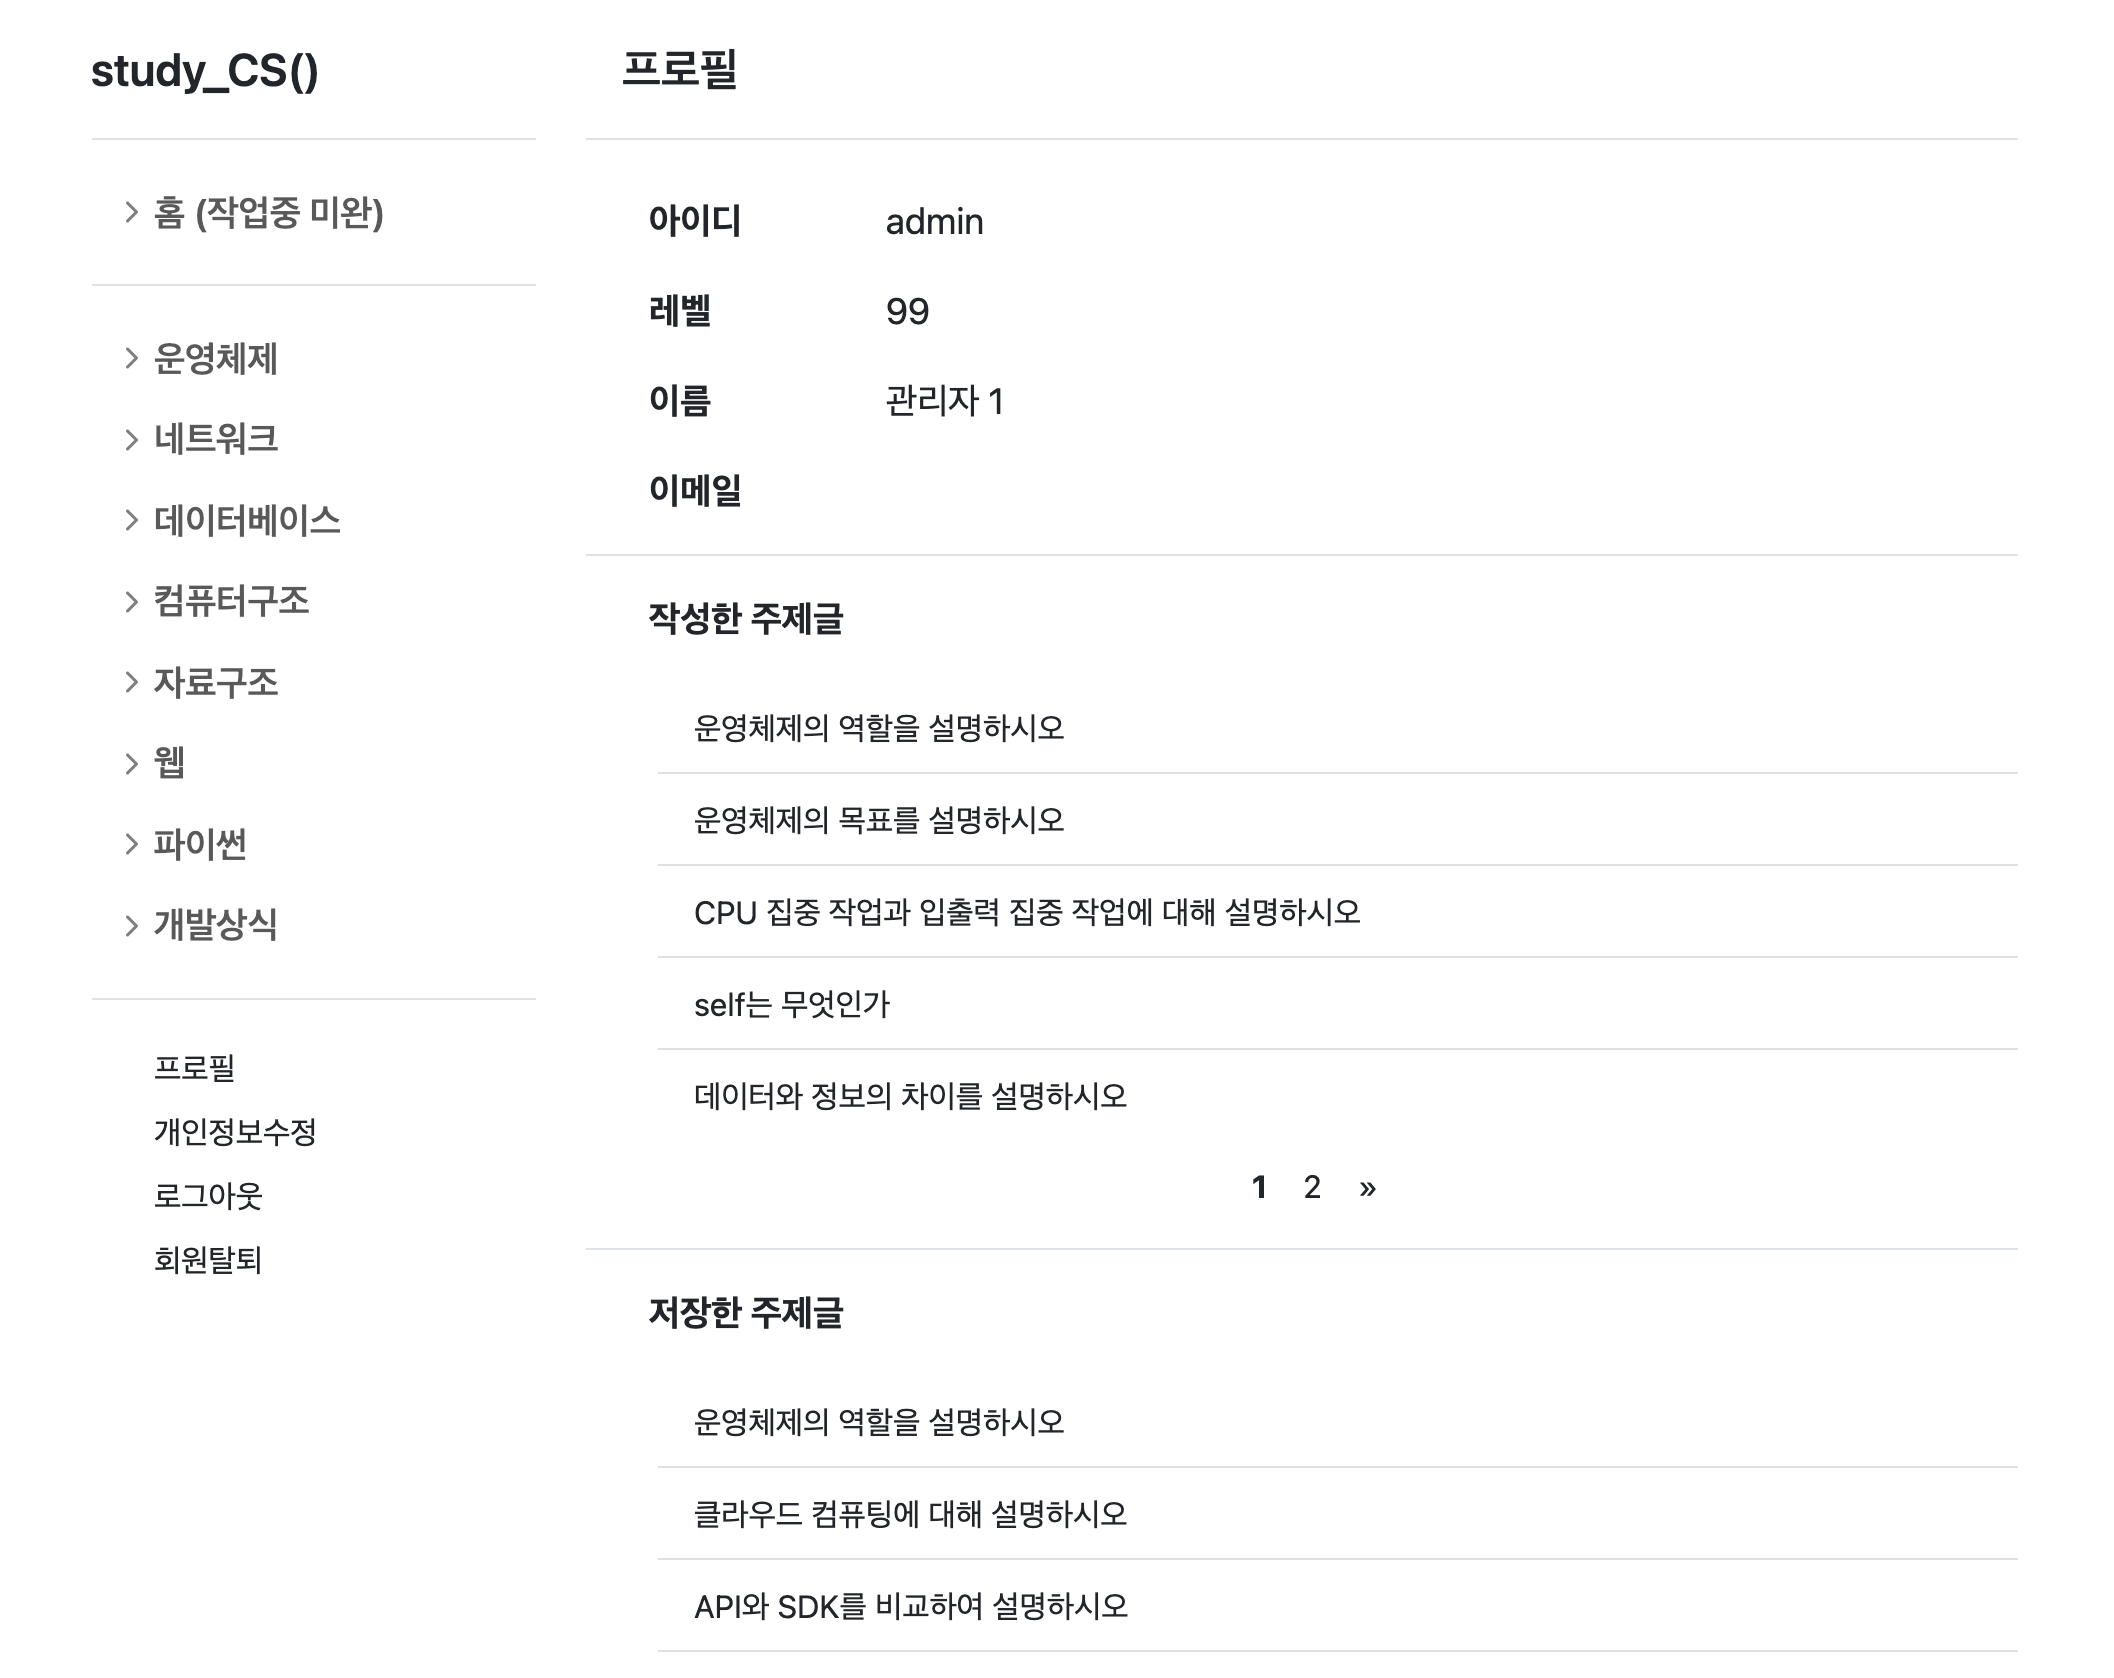 study_CS()
홈 (작업중 미완)
운영체제
네트워크
데이터베이스
컴퓨터구조
자료구조
웹
파이썬
개발상식
프로필
개인정보수정
로그아웃
회원탈퇴
프로필
아이디 admin
레벨 99
이름 관리자 1
이메일
작성한 주제글
운영체제의 역할을 설명하시오
운영체제의 목표를 설명하시오
CPU 집중 작업과 입출력 집중 작업에 대해 설명하시오
self는 무엇인가
데이터와 정보의 차이를 설명하시오
1 2 »
저장한 주제글
운영체제의 역할을 설명하시오
클라우드 컴퓨팅에 대해 설명하시오
API와 SDK를 비교하여 설명하시오